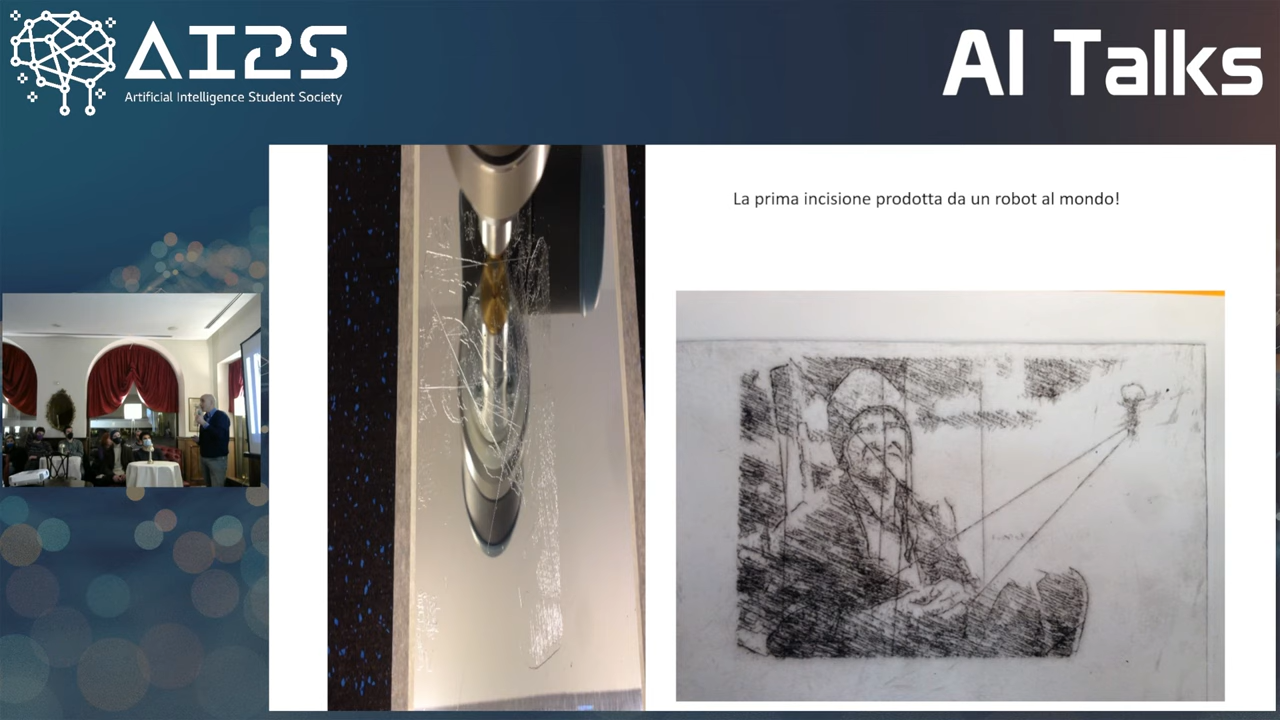 AI2S
Artificial Intelligence Student Society
AI Talks
La prima incisione prodotta da un robot al mondo!